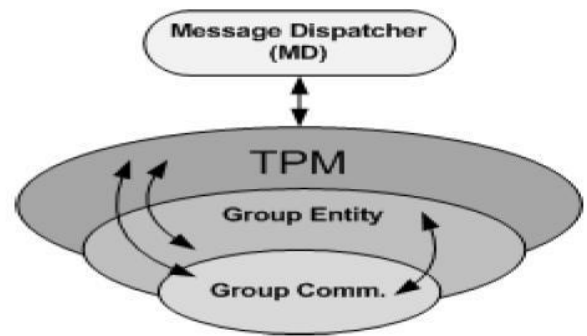 Message Dispatcher
(MD)
TPM
Group Entity
Group Comm.